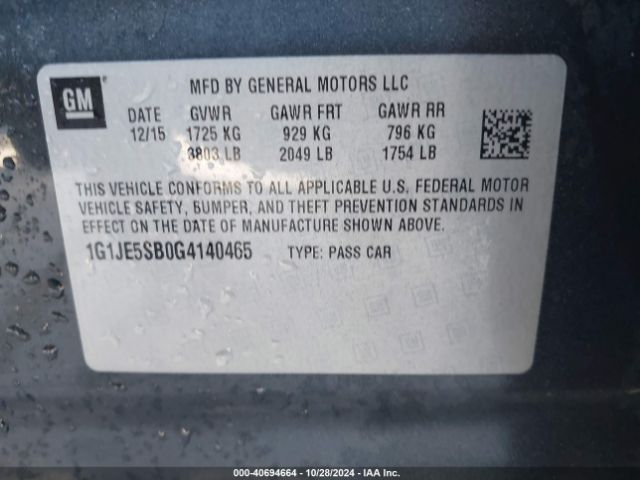 GM
MFD BY GENERAL MOTORS LLC
DATE GVWR GAWR FRT GAWR RR
12/15 1725 KG 929 KG 796 KG
3803 LB 2049 LB 1754 LB
THIS VEHICLE CONFORMS TO ALL APPLICABLE U.S. FEDERAL MOTOR
VEHICLE SAFETY, BUMPER, AND THEFT PREVENTION STANDARDS
IN EFFECT ON THE DATE OF MANUFACTURE SHOWN ABOVE.
1G1JE5SB0G4140465 TYPE: PASS CAR
000-40694664 | 10/28/2024 | IAA Inc.